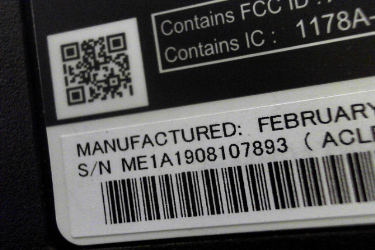 Contains FCC ID :
Contains IC : 1178A-
MANUFACTURED: FEBRUARY
S/N ME1A1908107893 ( ACL